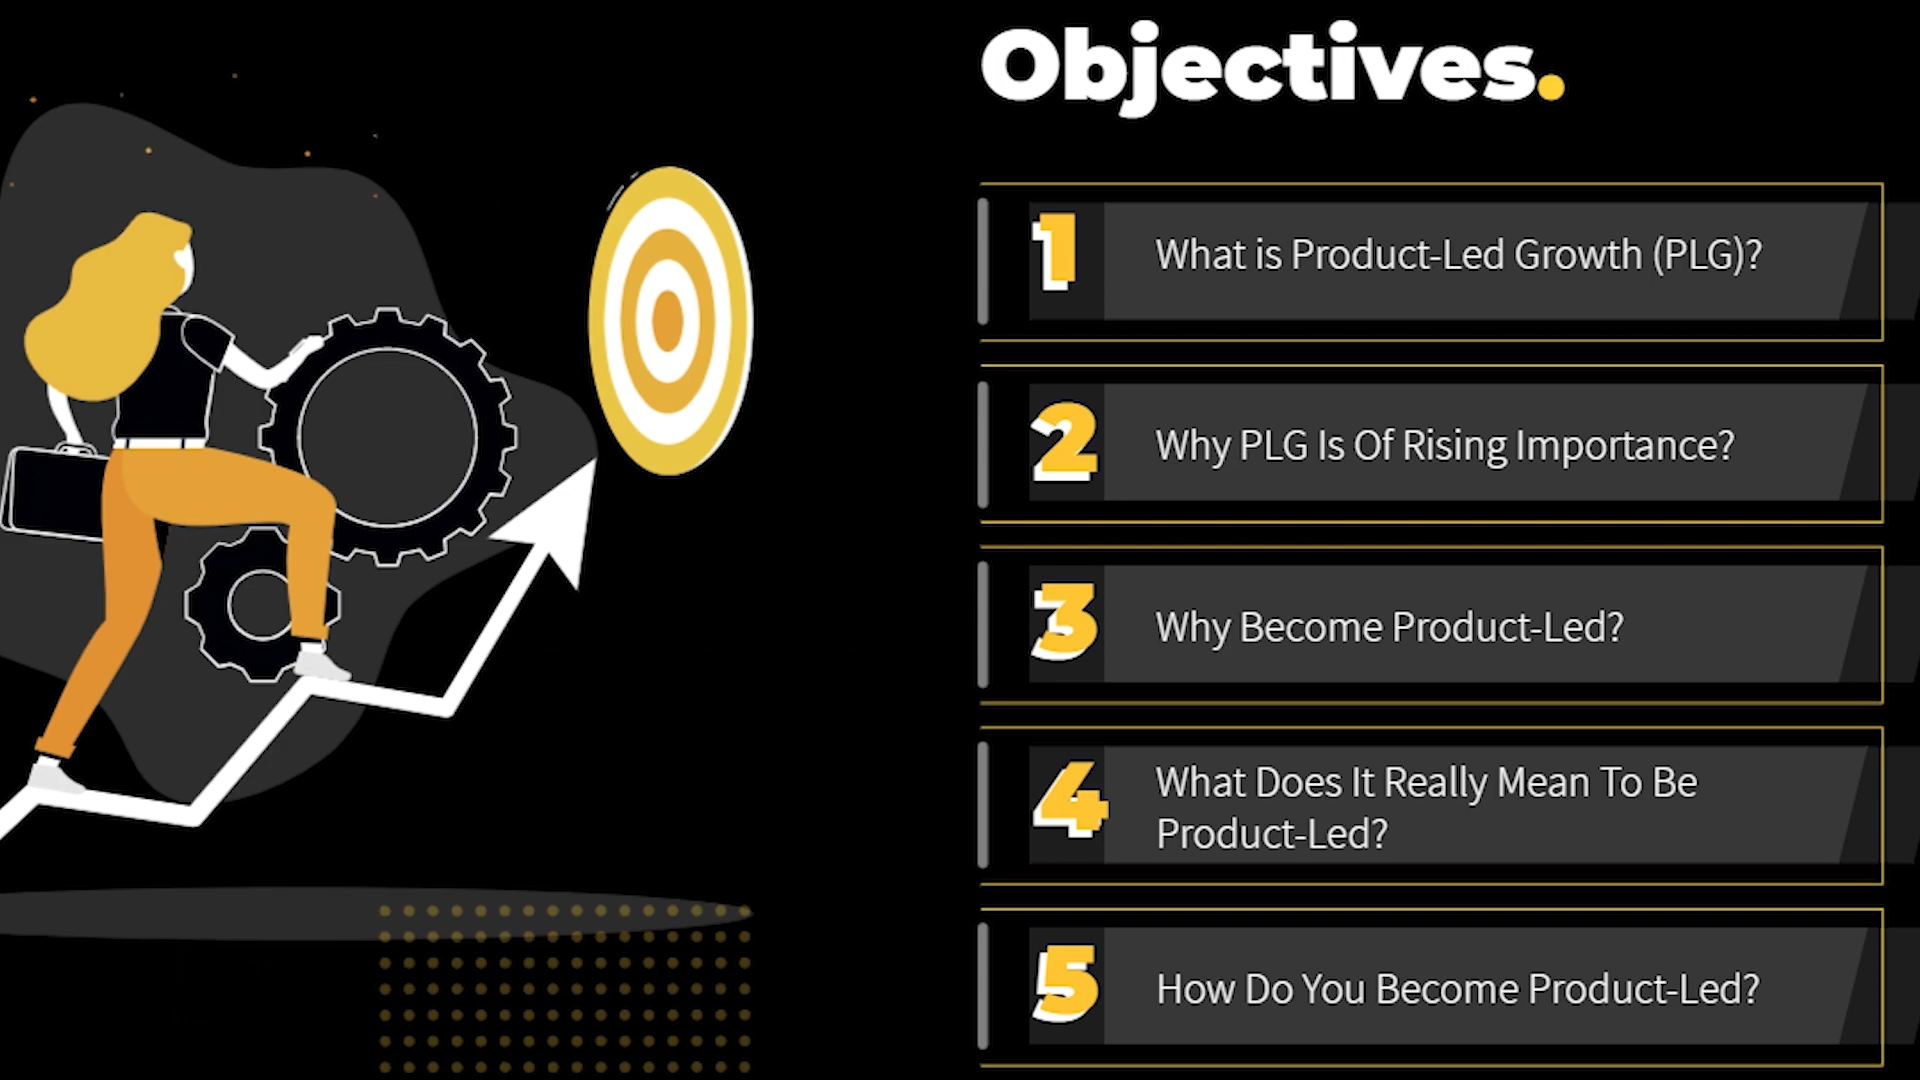 Objectives.
1 What is Product-Led Growth (PLG)?
2 Why PLG Is Of Rising Importance?
3 Why Become Product-Led?
4 What Does It Really Mean To Be
Product-Led?
5 How Do You Become Product-Led?